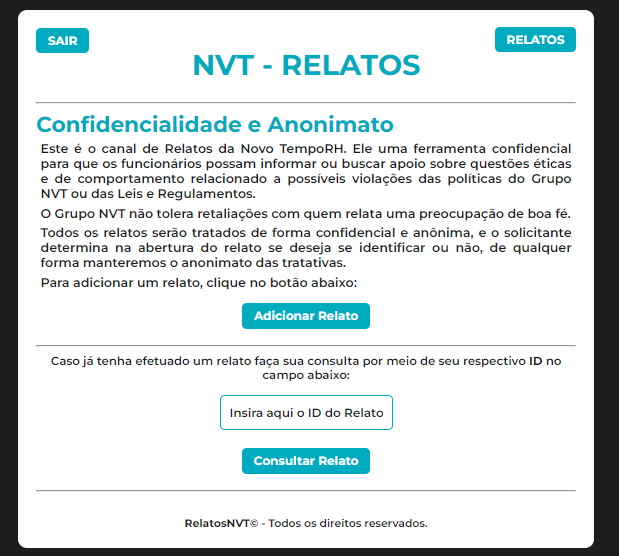 SAIR
RELATOS
NVT - RELATOS
Confidencialidade e Anonimato
Este é o canal de Relatos da Novo TempoRH. Ele uma ferramenta confidencial
para que os funcionários possam informar ou buscar apoio sobre questões éticas
e de comportamento relacionado a possíveis violações das políticas do Grupo
NVT ou das Leis e Regulamentos.
O Grupo NVT não tolera retaliações com quem relata uma preocupação de boa fé.
Todos os relatos serão tratados de forma confidencial e anônima, e o solicitante
determina na abertura do relato se deseja se identificar ou não, de qualquer
forma manteremos o anonimato das tratativas.
Para adicionar um relato, clique no botão abaixo:
Adicionar Relato
Caso já tenha efetuado um relato faça sua consulta por meio de seu respectivo ID no
campo abaixo:
Insira aqui o ID do Relato
Consultar Relato
RelatosNVT© - Todos os direitos reservados.